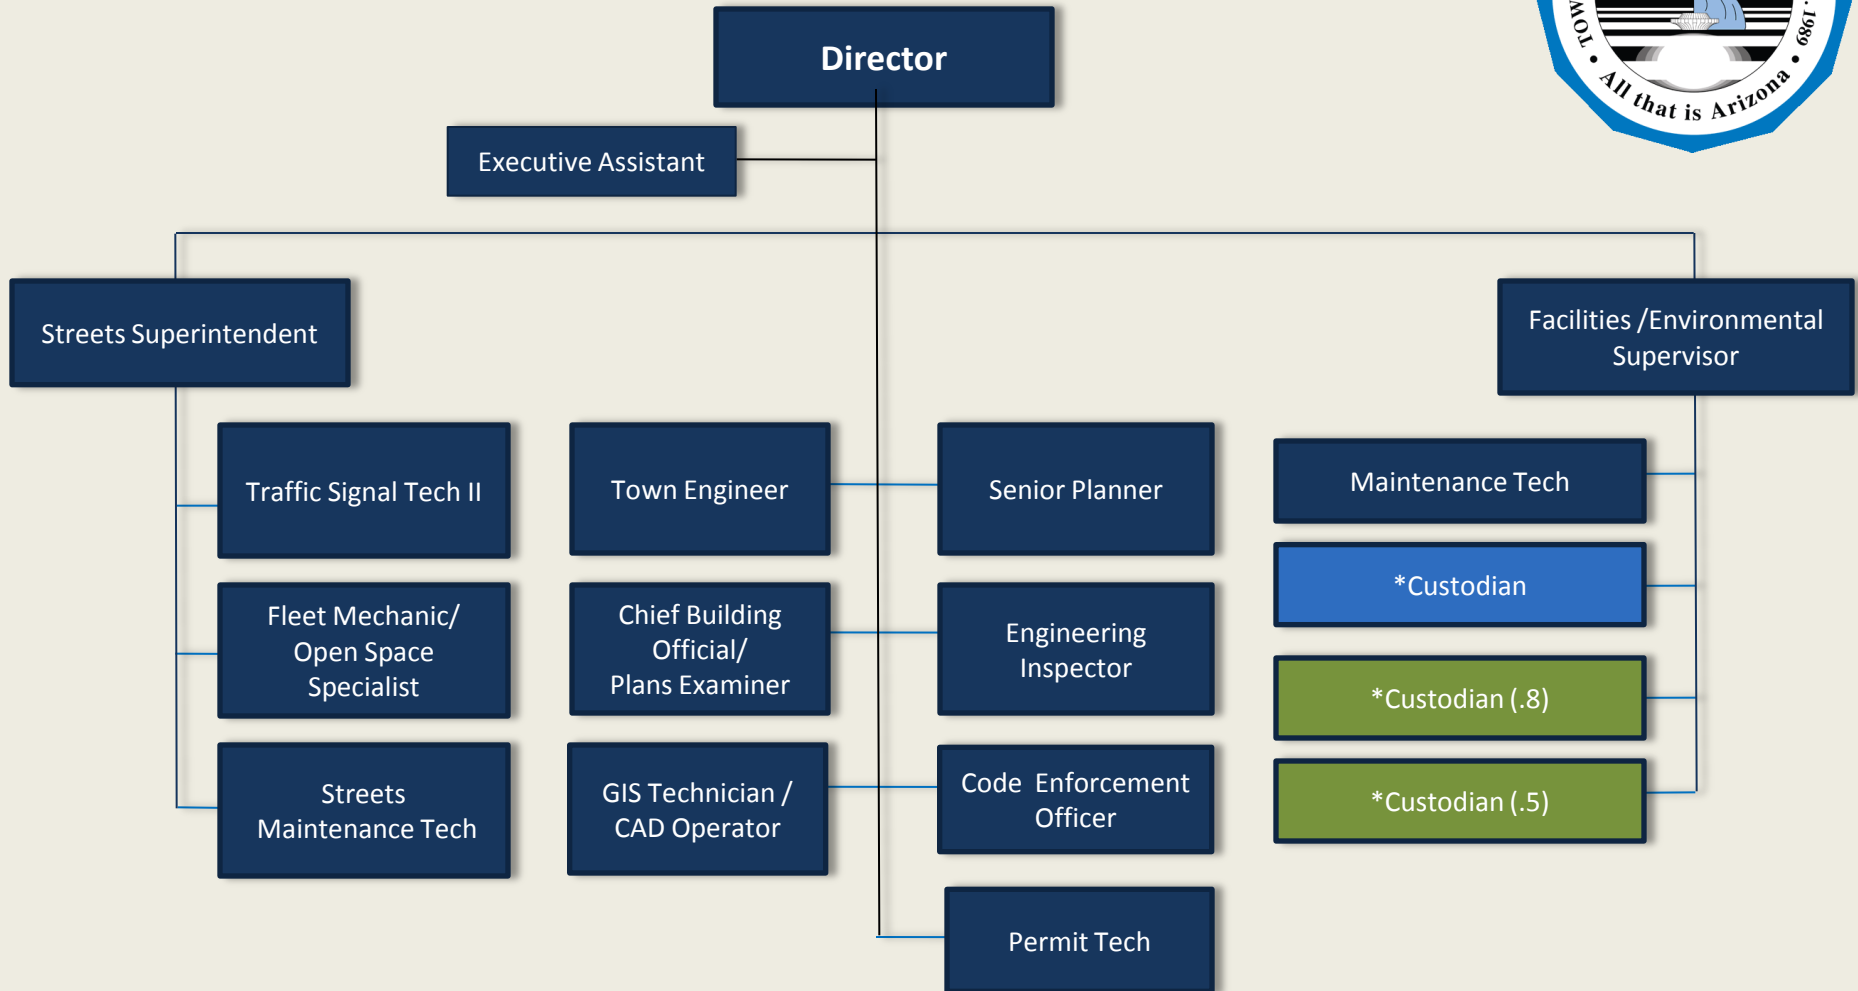 Director
TOW
• All that is Arizona •
• 1989
Executive Assistant
Streets Superintendent
Facilities /Environmental
Supervisor
Traffic Signal Tech II
Town Engineer
Senior Planner
Maintenance Tech
*Custodian
Fleet Mechanic/
Open Space
Specialist
Chief Building
Official/
Plans Examiner
Engineering
Inspector
*Custodian (.8)
Streets
Maintenance Tech
GIS Technician /
CAD Operator
Code Enforcement
Officer
*Custodian (.5)
Permit Tech